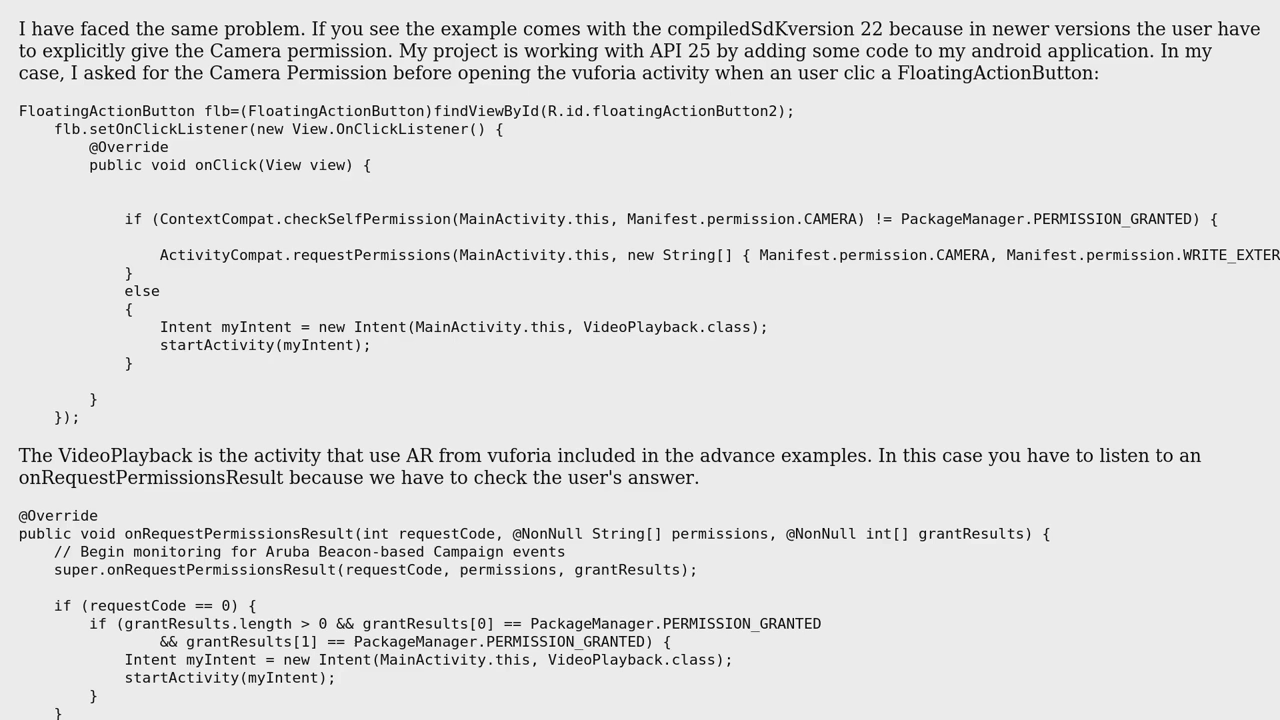 I have faced the same problem. If you see the example comes with the compiledSdKversion 22 because in newer versions the user have
to explicitly give the Camera permission. My project is working with API 25 by adding some code to my android application. In my
case, I asked for the Camera Permission before opening the vuforia activity when an user clic a FloatingActionButton:
FloatingActionButton flb=(FloatingActionButton)findViewById(R.id.floatingActionButton2);
    flb.setOnClickListener(new View.OnClickListener() {
        @Override
        public void onClick(View view) {
            if (ContextCompat.checkSelfPermission(MainActivity.this, Manifest.permission.CAMERA) != PackageManager.PERMISSION_GRANTED) {
                ActivityCompat.requestPermissions(MainActivity.this, new String[] { Manifest.permission.CAMERA, Manifest.permission.WRITE_EXTER
            }
            else
            {
                Intent myIntent = new Intent(MainActivity.this, VideoPlayback.class);
                startActivity(myIntent);
            }
        }
    });
The VideoPlayback is the activity that use AR from vuforia included in the advance examples. In this case you have to listen to an
onRequestPermissionsResult because we have to check the user's answer.
@Override
public void onRequestPermissionsResult(int requestCode, @NonNull String[] permissions, @NonNull int[] grantResults) {
    // Begin monitoring for Aruba Beacon-based Campaign events
    super.onRequestPermissionsResult(requestCode, permissions, grantResults);
    if (requestCode == 0) {
        if (grantResults.length > 0 && grantResults[0] == PackageManager.PERMISSION_GRANTED
                && grantResults[1] == PackageManager.PERMISSION_GRANTED) {
            Intent myIntent = new Intent(MainActivity.this, VideoPlayback.class);
            startActivity(myIntent);
        }
    }